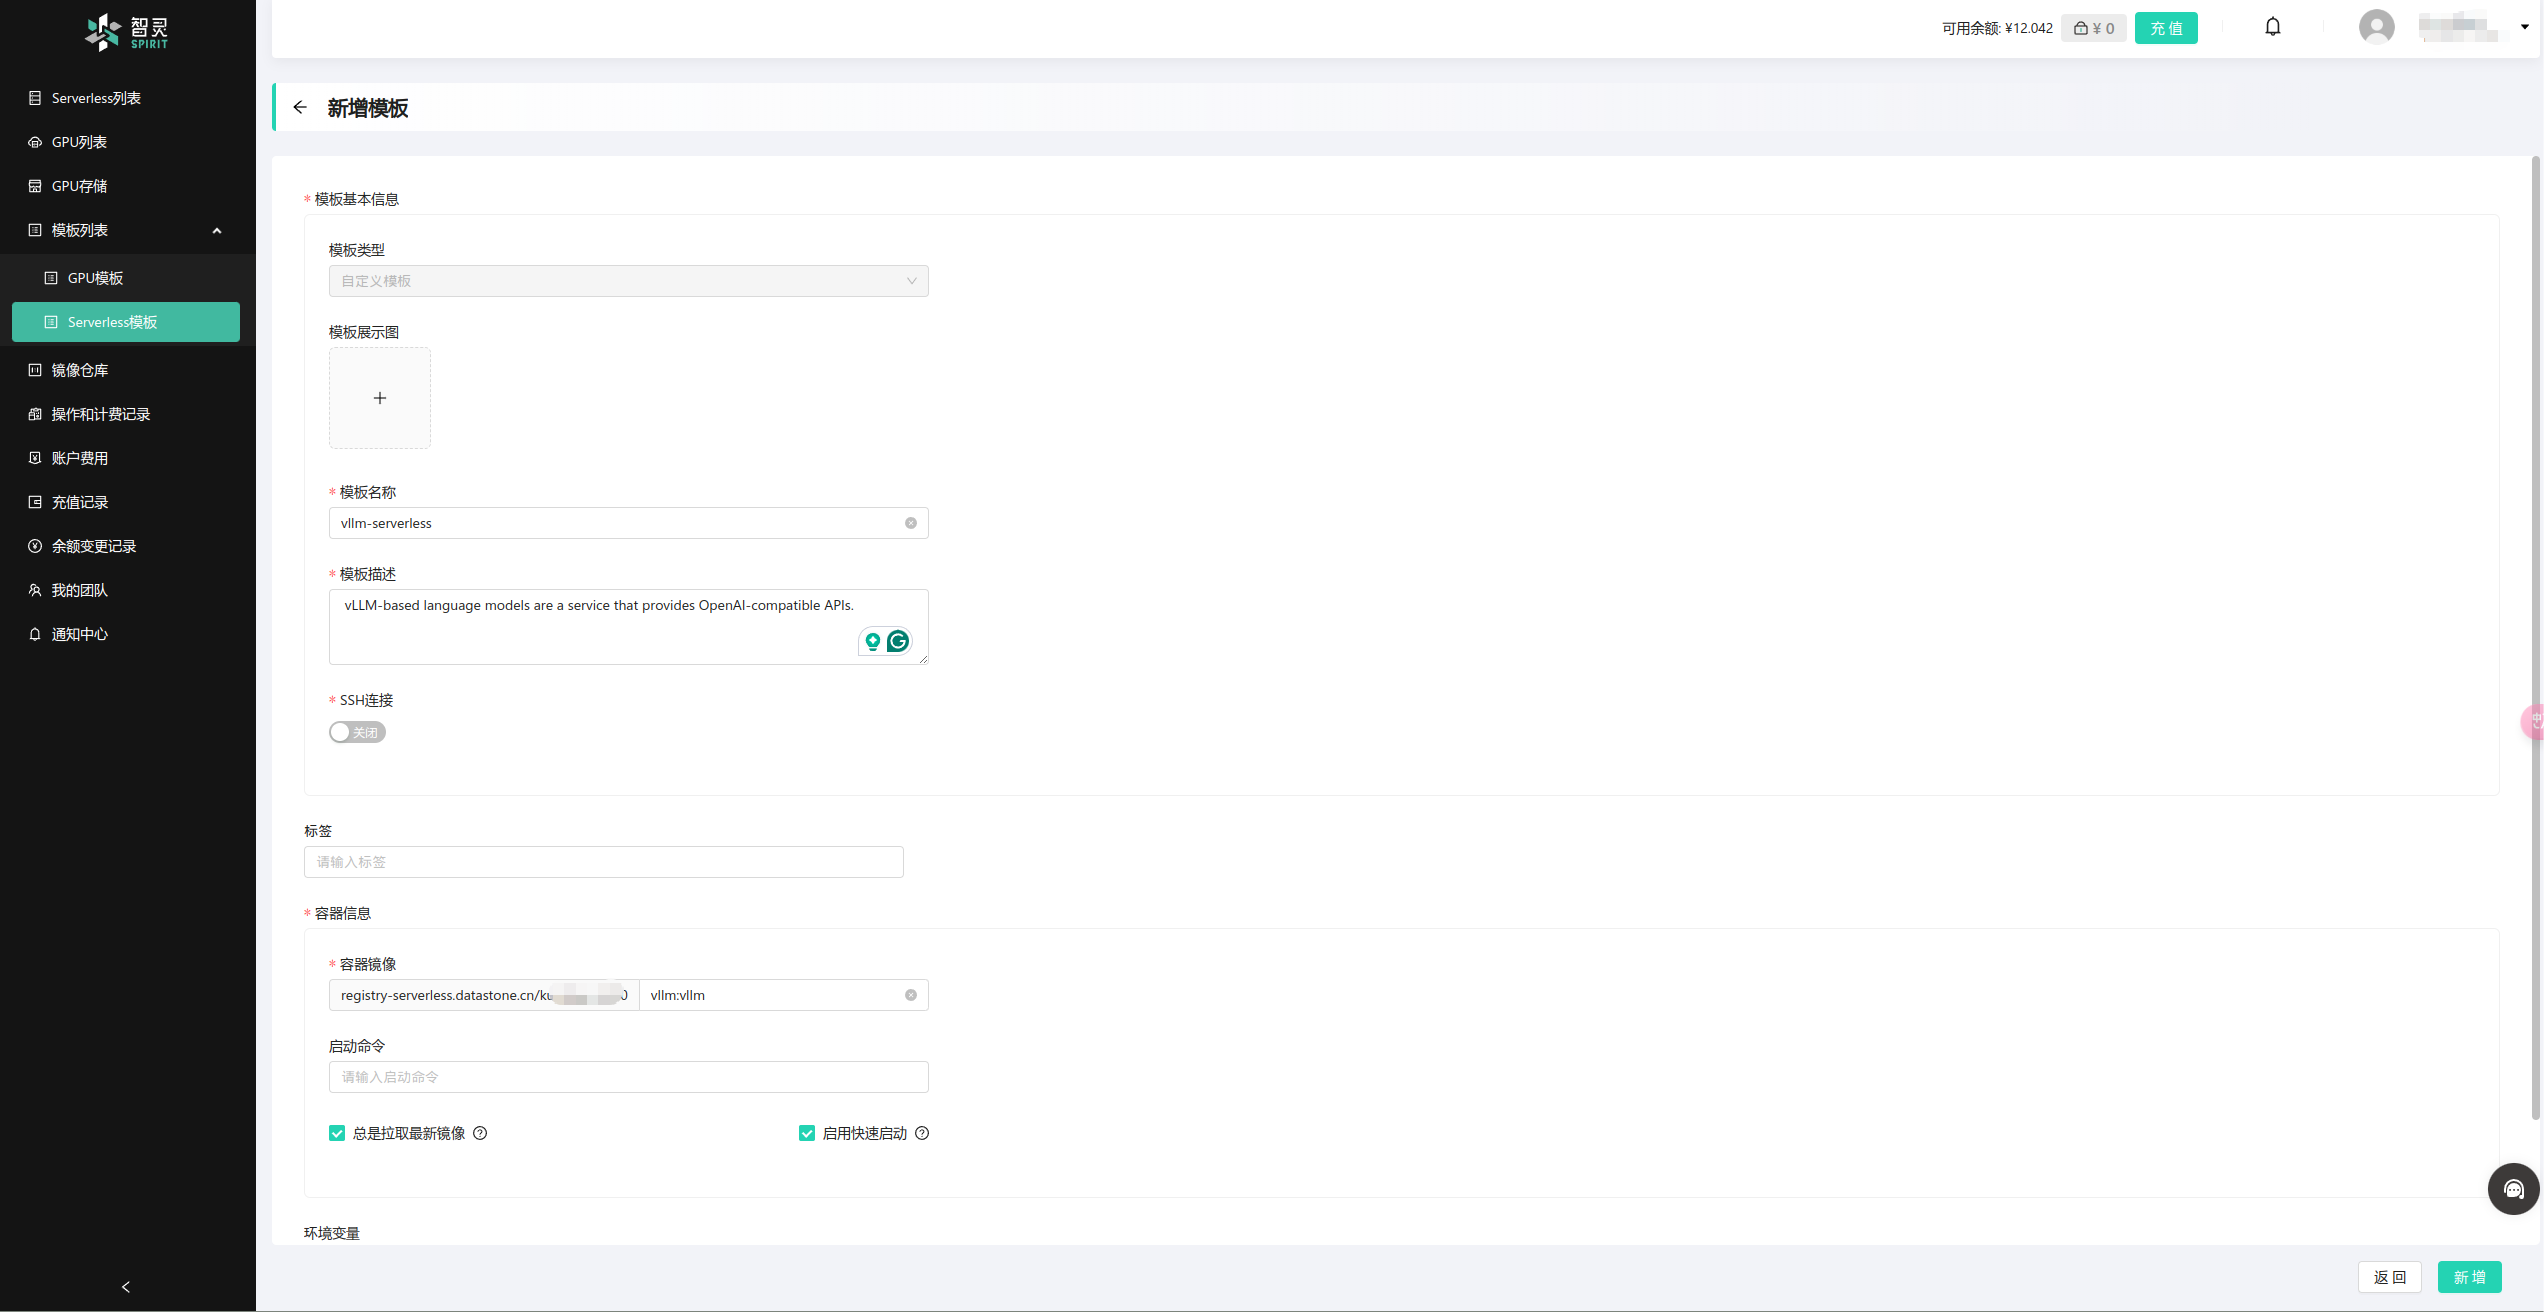 智灵
SPIRIT
Serverless列表
GPU列表
GPU存储
模板列表
GPU模板
Serverless模板
镜像仓库
操作和计费记录
账户费用
充值记录
余额变更记录
我的团队
通知中心
可用余额: ¥12.042
¥ 0
充 值
新增模板
* 模板基本信息
模板类型
自定义模板
模板展示图
* 模板名称
vllm-serverless
* 模板描述
vLLM-based language models are a service that provides OpenAI-compatible APIs.
* SSH连接
关闭
标签
请输入标签
* 容器信息
* 容器镜像
registry-serverless.datastone.cn/ku 0 vllm:vllm
启动命令
请输入启动命令
总是拉取最新镜像
启用快速启动
环境变量
返 回
新 增